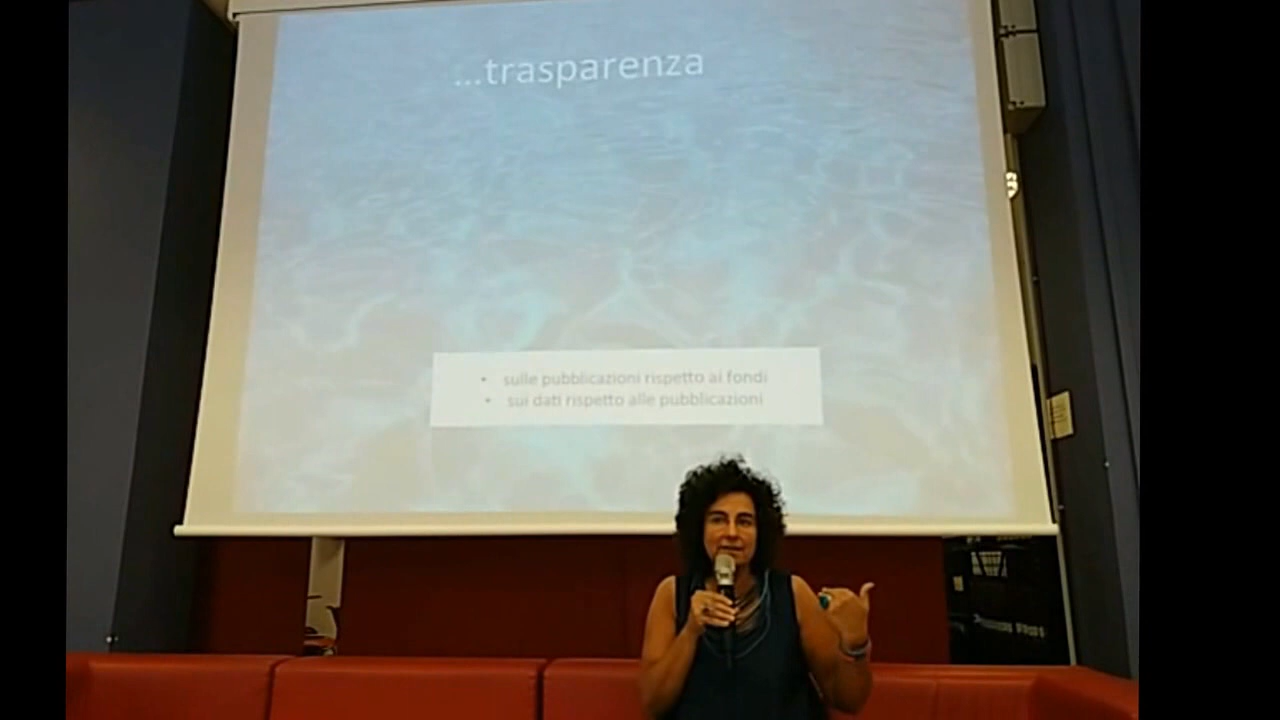 ...trasparenza
• sulle pubblicazioni rispetto ai fondi
• sui dati rispetto alle pubblicazioni